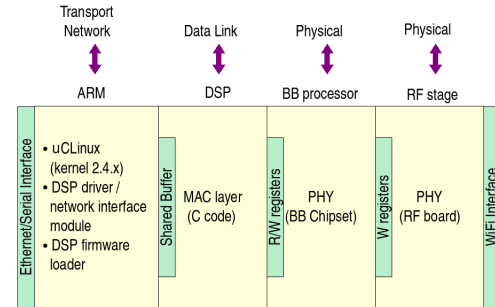 Transport
Network
Data Link
Physical
Physical
ARM
DSP
BB processor
RF stage
Ethernet/Serial Interface
• uCLinux
(kernel 2.4.x)
• DSP driver /
network interface
module
• DSP firmware
loader
Shared Buffer
MAC layer
(C code)
R/W registers
PHY
(BB Chipset)
W registers
PHY
(RF board)
WiFi Interface